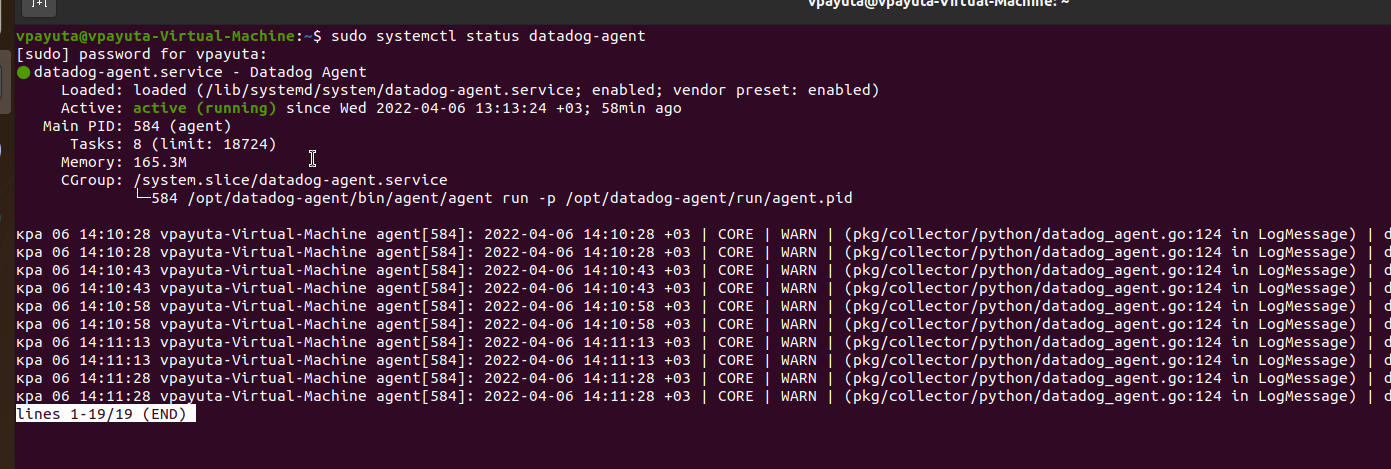 vpayuta@vpayuta-Virtual-Machine: ~
vpayuta@vpayuta-Virtual-Machine:~$ sudo systemctl status datadog-agent
[sudo] password for vpayuta:
● datadog-agent.service - Datadog Agent
Loaded: loaded (/lib/systemd/system/datadog-agent.service; enabled; vendor preset: enabled)
Active: active (running) since Wed 2022-04-06 13:13:24 +03; 58min ago
Main PID: 584 (agent)
Tasks: 8 (limit: 18724)
Memory: 165.3M
CGroup: /system.slice/datadog-agent.service
└─584 /opt/datadog-agent/bin/agent/agent run -p /opt/datadog-agent/run/agent.pid
кра 06 14:10:28 vpayuta-Virtual-Machine agent[584]: 2022-04-06 14:10:28 +03 | CORE | WARN | (pkg/collector/python/datadog_agent.go:124 in LogMessage) | d
кра 06 14:10:28 vpayuta-Virtual-Machine agent[584]: 2022-04-06 14:10:28 +03 | CORE | WARN | (pkg/collector/python/datadog_agent.go:124 in LogMessage) | d
кра 06 14:10:43 vpayuta-Virtual-Machine agent[584]: 2022-04-06 14:10:43 +03 | CORE | WARN | (pkg/collector/python/datadog_agent.go:124 in LogMessage) | d
кра 06 14:10:43 vpayuta-Virtual-Machine agent[584]: 2022-04-06 14:10:43 +03 | CORE | WARN | (pkg/collector/python/datadog_agent.go:124 in LogMessage) | d
кра 06 14:10:58 vpayuta-Virtual-Machine agent[584]: 2022-04-06 14:10:58 +03 | CORE | WARN | (pkg/collector/python/datadog_agent.go:124 in LogMessage) | d
кра 06 14:10:58 vpayuta-Virtual-Machine agent[584]: 2022-04-06 14:10:58 +03 | CORE | WARN | (pkg/collector/python/datadog_agent.go:124 in LogMessage) | d
кра 06 14:11:13 vpayuta-Virtual-Machine agent[584]: 2022-04-06 14:11:13 +03 | CORE | WARN | (pkg/collector/python/datadog_agent.go:124 in LogMessage) | d
кра 06 14:11:13 vpayuta-Virtual-Machine agent[584]: 2022-04-06 14:11:13 +03 | CORE | WARN | (pkg/collector/python/datadog_agent.go:124 in LogMessage) | d
кра 06 14:11:28 vpayuta-Virtual-Machine agent[584]: 2022-04-06 14:11:28 +03 | CORE | WARN | (pkg/collector/python/datadog_agent.go:124 in LogMessage) | d
кра 06 14:11:28 vpayuta-Virtual-Machine agent[584]: 2022-04-06 14:11:28 +03 | CORE | WARN | (pkg/collector/python/datadog_agent.go:124 in LogMessage) | d
lines 1-19/19 (END)